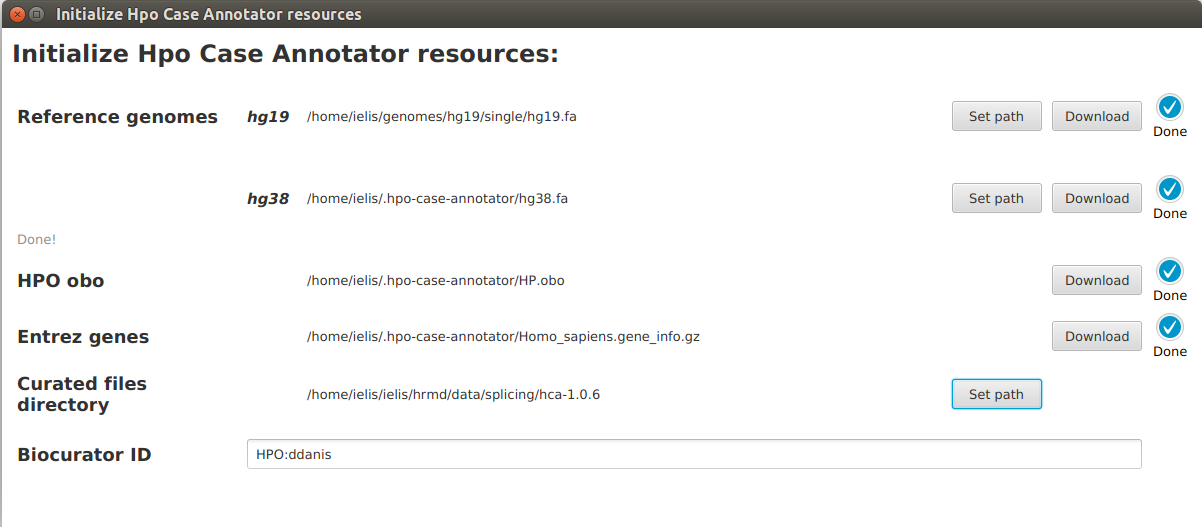 Initialize Hpo Case Annotator resources
Initialize Hpo Case Annotator resources:
Reference genomes hg19 /home/ielis/genomes/hg19/single/hg19.fa Set path Download
Done
hg38 /home/ielis/.hpo-case-annotator/hg38.fa Set path Download
Done
Done!
HPO obo /home/ielis/.hpo-case-annotator/HP.obo Download
Done
Entrez genes /home/ielis/.hpo-case-annotator/Homo_sapiens.gene_info.gz Download
Done
Curated files
directory /home/ielis/ielis/hrmd/data/splicing/hca-1.0.6 Set path
Biocurator ID HPO:ddanis